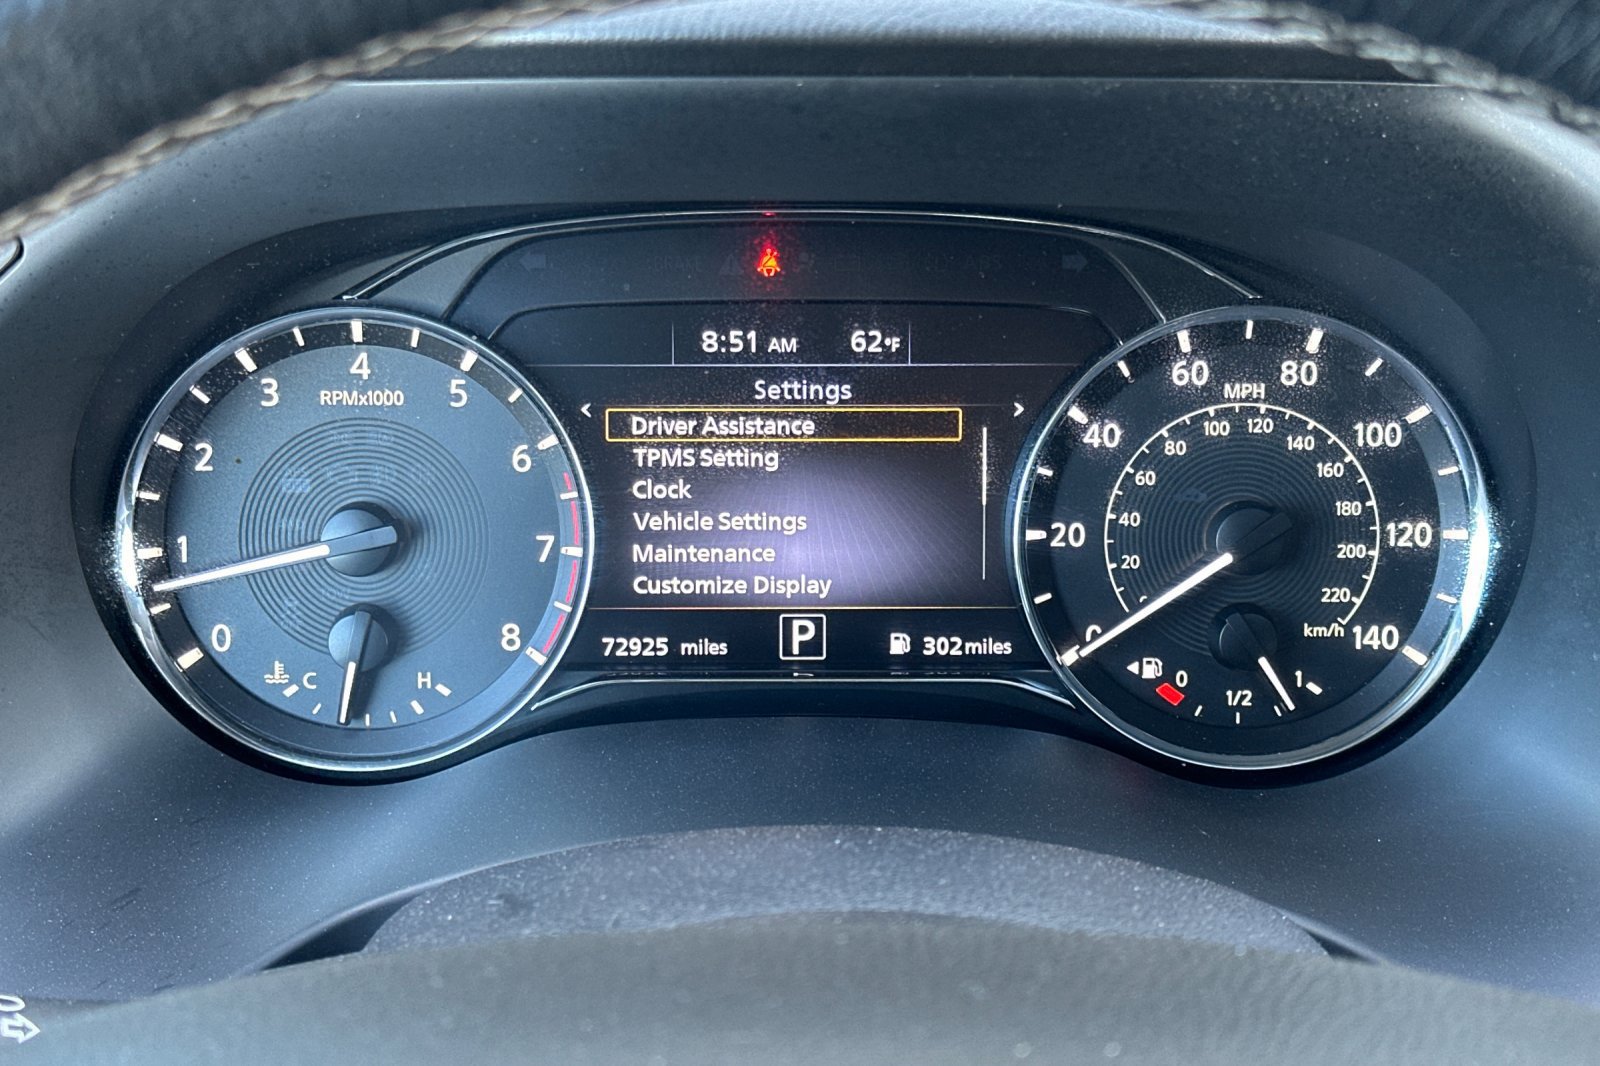 8:51 AM 62°F
Settings
< >
Driver Assistance
TPMS Setting
Clock
Vehicle Settings
Maintenance
Customize Display
72925 miles P 302 miles
RPMx1000
0
1
2
3
4
5
6
7
8
C H
MPH
0
20
40
60
80
100
120
140
20
40
60
80
100
120
140
160
180
200
220
km/h
0 1/2 1